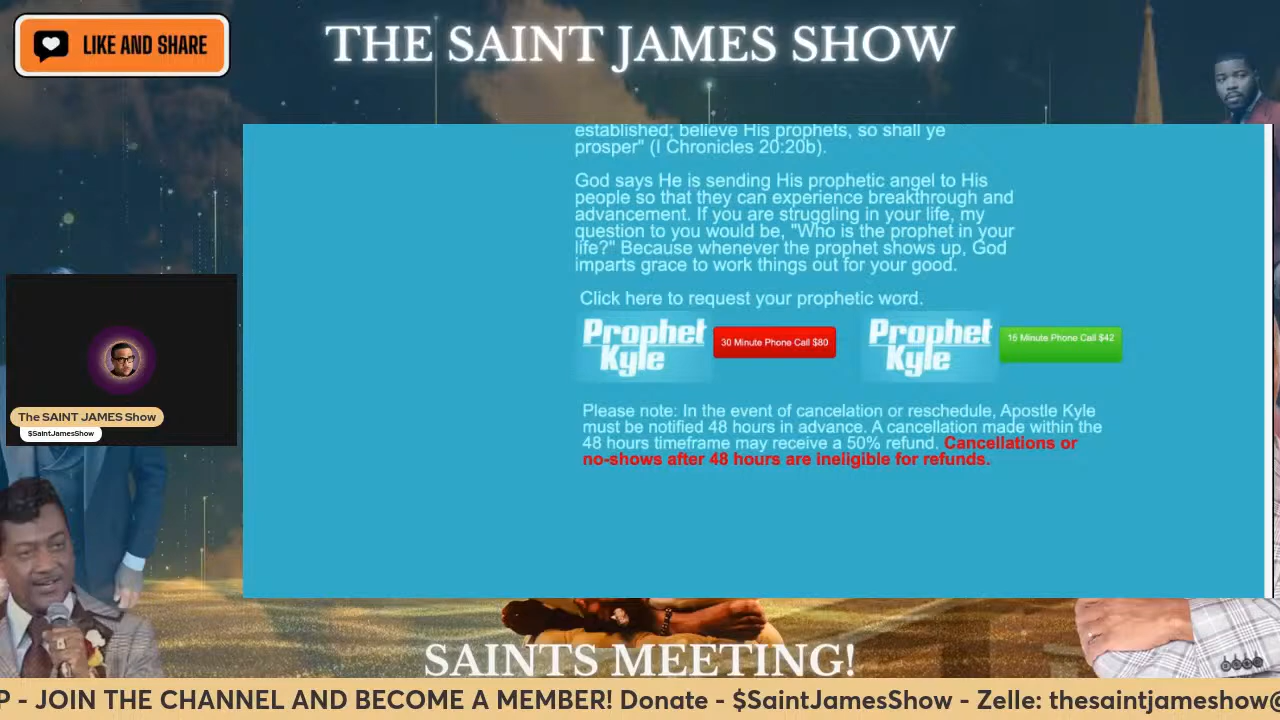 LIKE AND SHARE
THE SAINT JAMES SHOW
established; believe His prophets, so shall ye
prosper" (I Chronicles 20:20b).
God says He is sending His prophetic angel to His
people so that they can experience breakthrough and
advancement. If you are struggling in your life, my
question to you would be, "Who is the prophet in your
life?" Because whenever the prophet shows up, God
imparts grace to work things out for your good.
Click here to request your prophetic word.
Prophet
Kyle
30 Minute Phone Call $80
Prophet
Kyle
15 Minute Phone Call $42
Please note: In the event of cancelation or reschedule, Apostle Kyle
must be notified 48 hours in advance. A cancellation made within the
48 hours timeframe may receive a 50% refund. Cancellations or
no-shows after 48 hours are ineligible for refunds.
The SAINT JAMES Show
$SaintJamesShow
SAINTS MEETING!
P - JOIN THE CHANNEL AND BECOME A MEMBER! Donate - $SaintJamesShow - Zelle: thesaintjameshow@